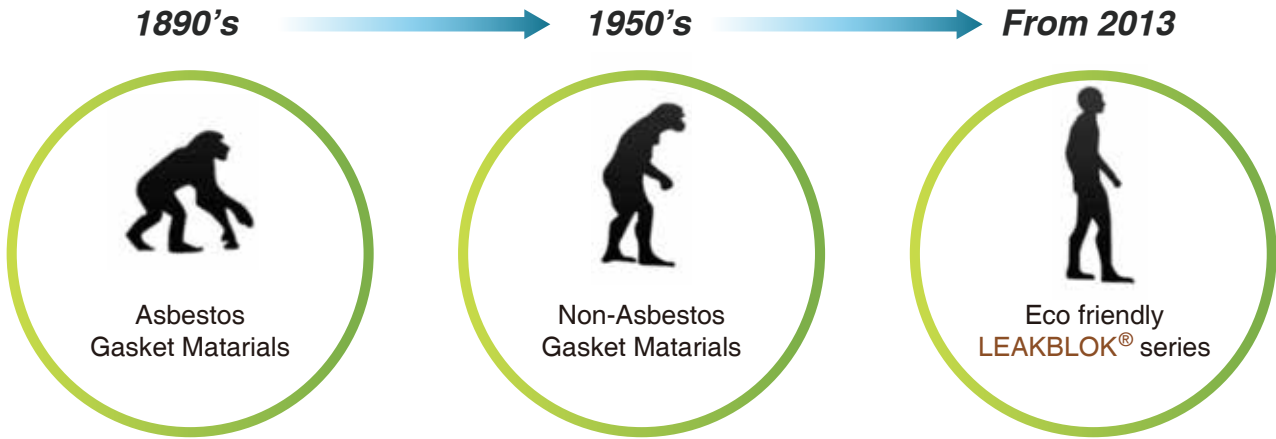 1890's
1950's
From 2013
Asbestos
Gasket Matarials
Non-Asbestos
Gasket Matarials
Eco friendly
LEAKBLOK® series